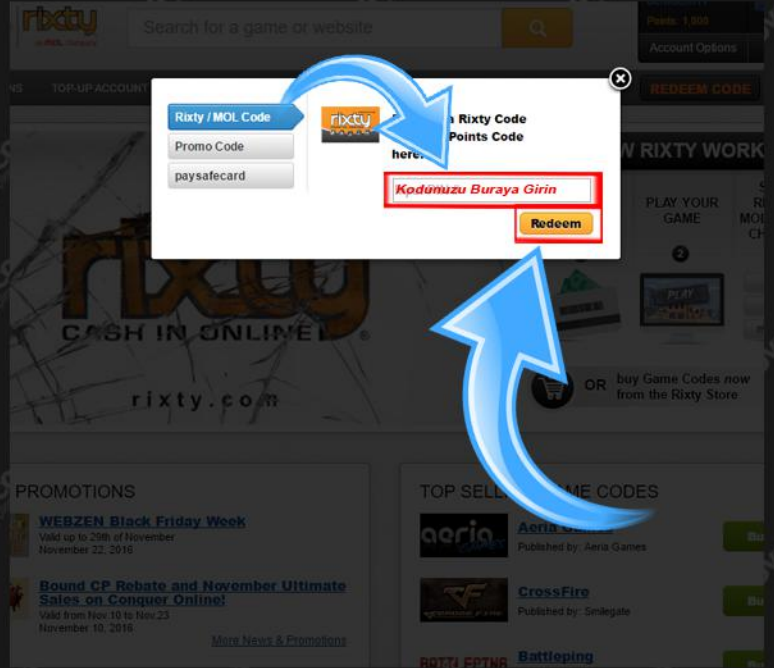 rixty
a MOL company
Search for a game or website
Points: 1,808
Account Options
TOP-UP ACCOUNT
REDEEM CODE
Rixty / MOL Code
Promo Code
paysafecard
rixty
a Rixty Code
Points Code
here
Kodunuzu Buraya Girin
Redeem
W RIXTY WORK
PLAY YOUR
GAME
2
PLAY
rixty
CASH IN ONLINE!
rixty.com
OR buy Game Codes now
from the Rixty Store
PROMOTIONS
WEBZEN Black Friday Week
Valid up to 29th of November
November 22, 2016
Bound CP Rebate and November Ultimate
Sales on Conquer Online!
Valid from Nov.10 to Nov.23
November 10, 2016
More News & Promotions
TOP SELL ME CODES
aeria
GAMES
Aeria Games
Published by: Aeria Games
Bu
CF
CrossFire
Published by: Smilegate
Bu
Battleping